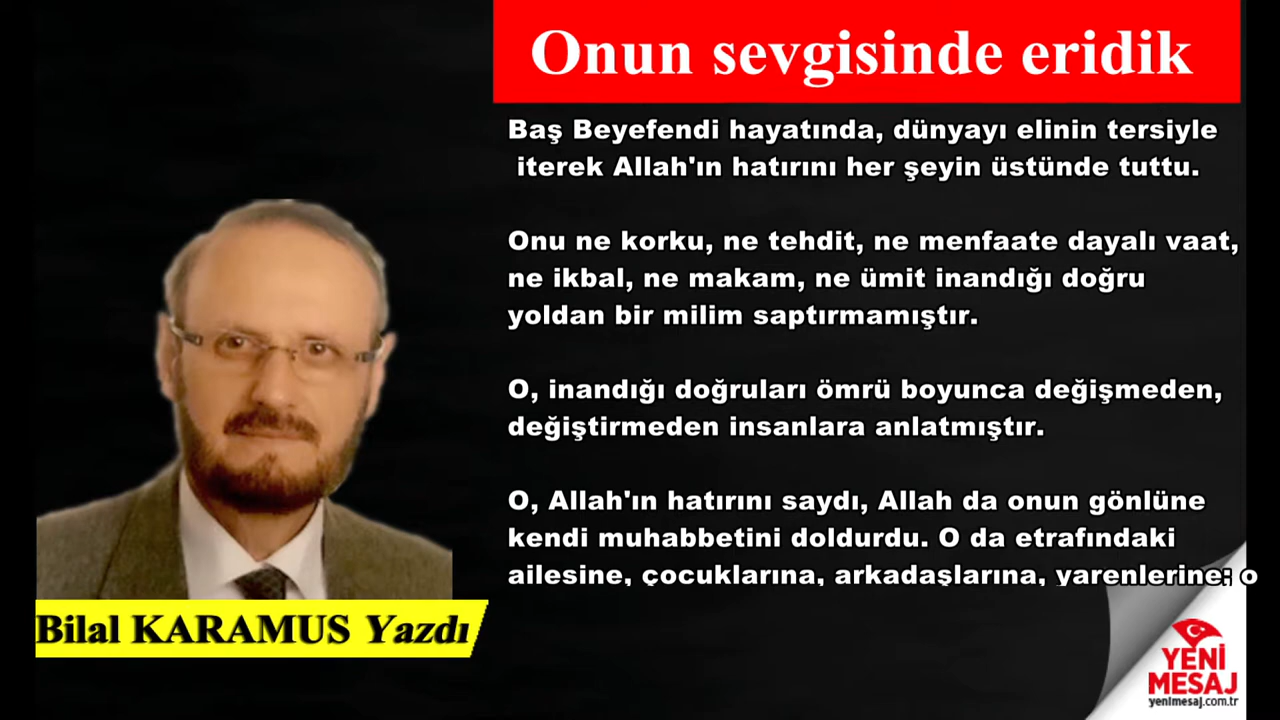 Onun sevgisinde eridik
Baş Beyefendi hayatında, dünyayı elinin tersiyle
iterek Allah'ın hatırını her şeyin üstünde tuttu.
Onu ne korku, ne tehdit, ne menfaate dayalı vaat,
ne ikbal, ne makam, ne ümit inandığı doğru
yoldan bir milim saptırmamıştır.
O, inandığı doğruları ömrü boyunca değişmeden,
değiştirmeden insanlara anlatmıştır.
O, Allah'ın hatırını saydı, Allah da onun gönlüne
kendi muhabbetini doldurdu. O da etrafındaki
ailesine, çocuklarına, arkadaşlarına, yarenlerine; o
Bilal KARAMUS Yazdı
YENİ
MESAJ
yenimesaj.com.tr